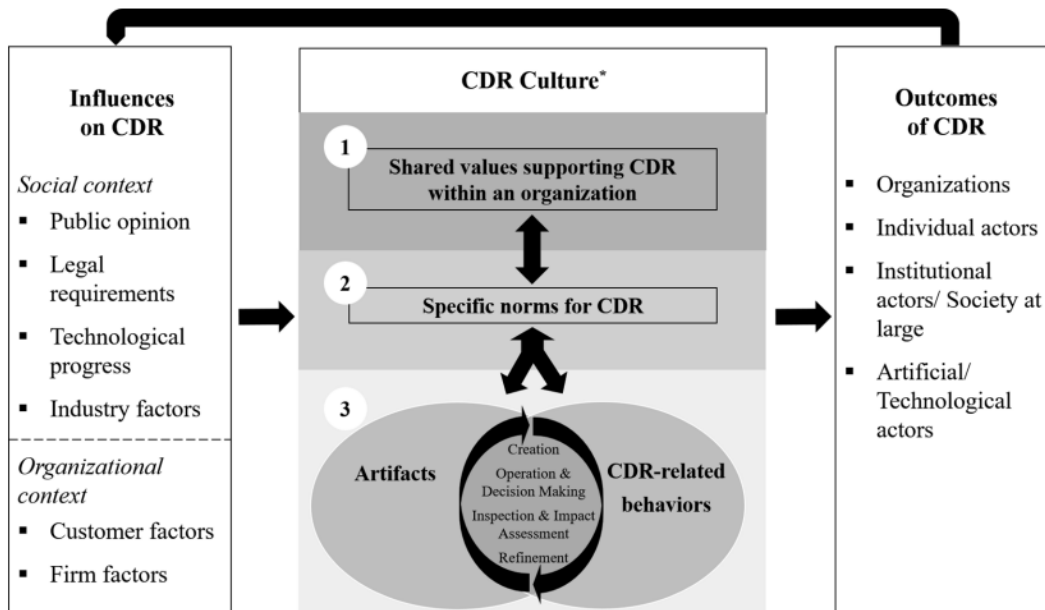 Influences
on CDR
Social context
▪ Public opinion
▪ Legal
requirements
▪ Technological
progress
▪ Industry factors
Organizational
context
▪ Customer factors
▪ Firm factors
CDR Culture*
1
Shared values supporting CDR
within an organization
2
Specific norms for CDR
3
Artifacts
Creation
Operation &
Decision Making
Inspection & Impact
Assessment
Refinement
CDR-related
behaviors
Outcomes
of CDR
▪ Organizations
▪ Individual actors
▪ Institutional
actors/ Society at
large
▪ Artificial/
Technological
actors